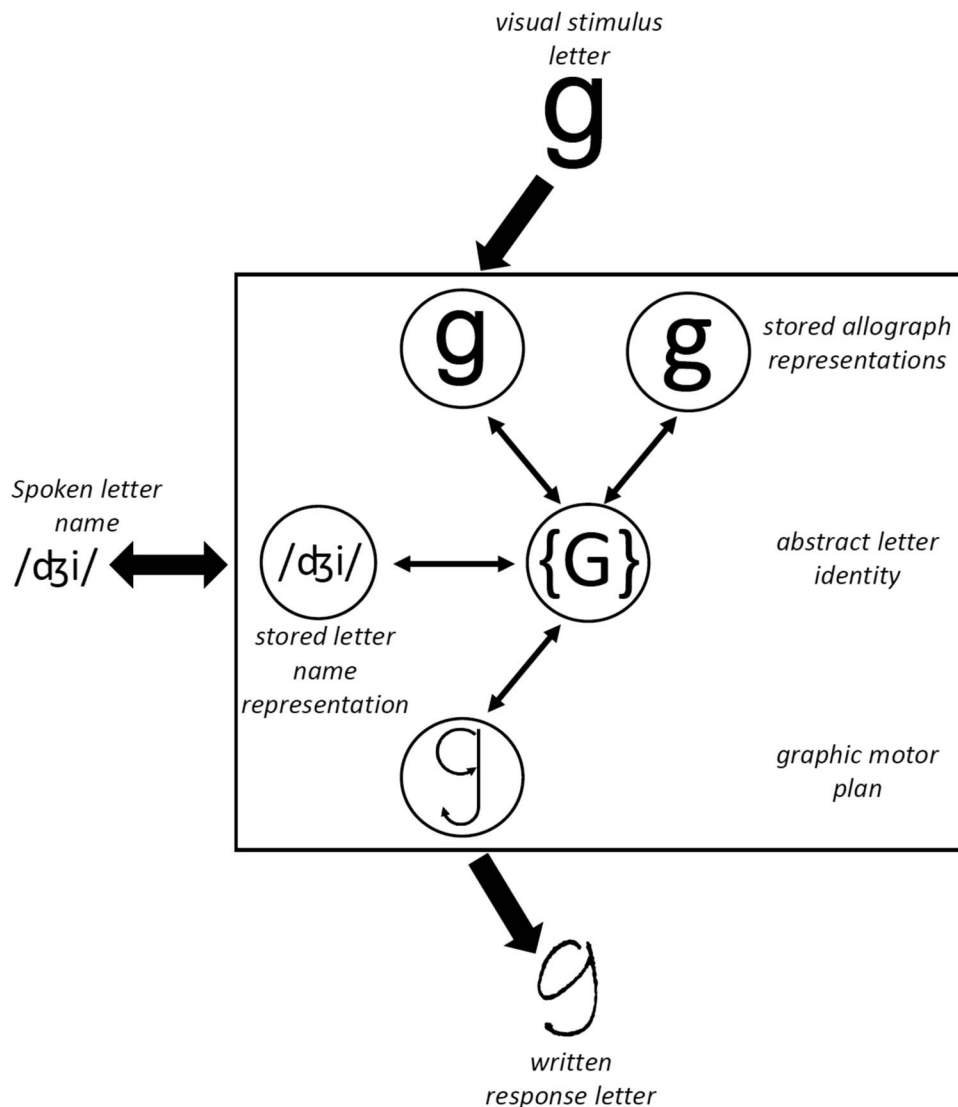 visual stimulus
letter
g
g
g
stored allograph
representations
Spoken letter
name
/ʤi/
/ʤi/
{G}
abstract letter
identity
stored letter
name
representation
g
graphic motor
plan
g
written
response letter